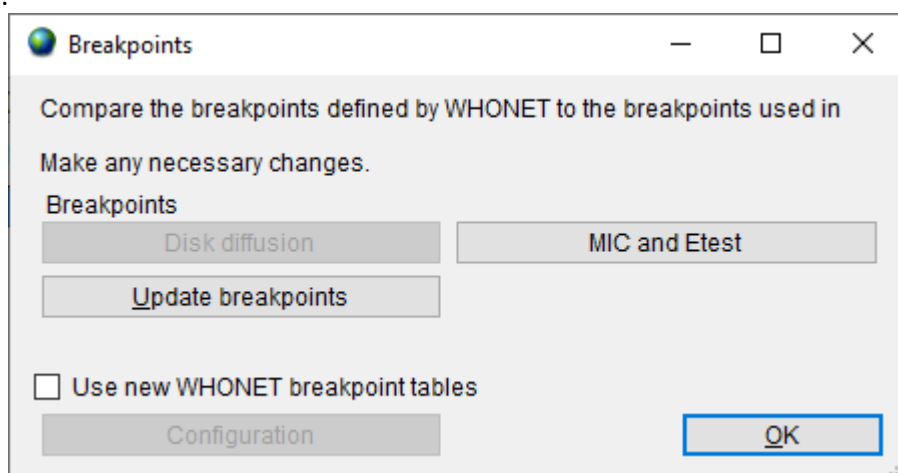 .
Breakpoints
Compare the breakpoints defined by WHONET to the breakpoints used in
Make any necessary changes.
Breakpoints
Disk diffusion
MIC and Etest
Update breakpoints
Use new WHONET breakpoint tables
Configuration
OK